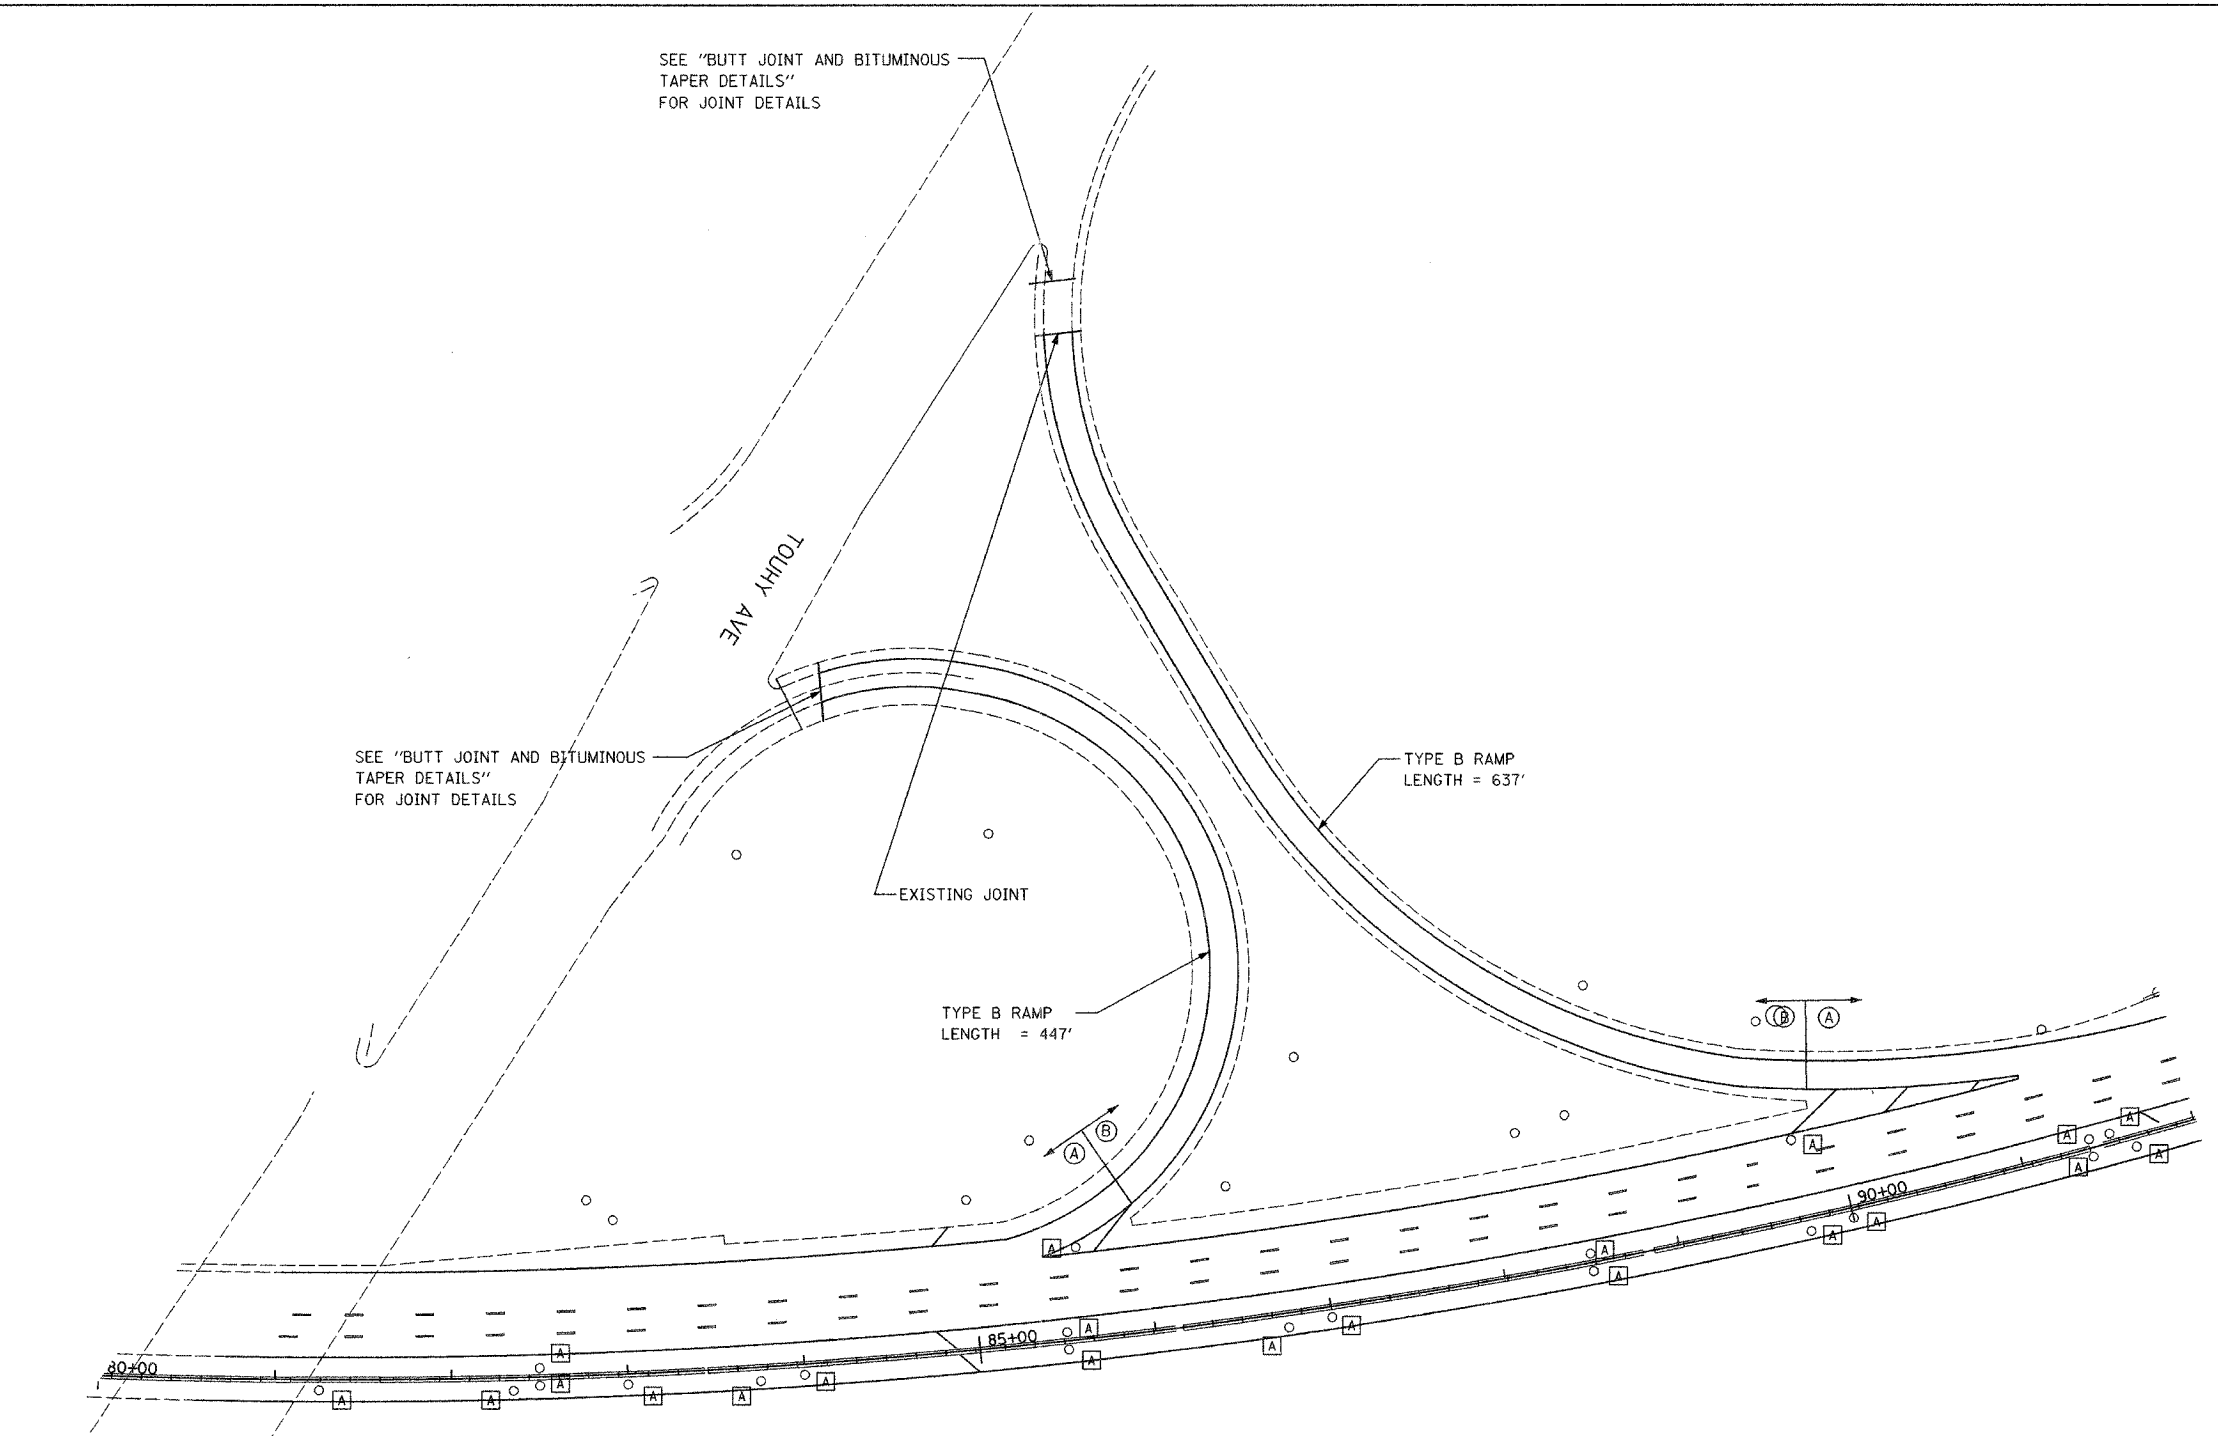 SEE "BUTT JOINT AND BITUMINOUS
TAPER DETAILS"
FOR JOINT DETAILS
TOUHY AVE
SEE "BUTT JOINT AND BITUMINOUS
TAPER DETAILS"
FOR JOINT DETAILS
TYPE B RAMP
LENGTH = 637'
EXISTING JOINT
TYPE B RAMP
LENGTH = 447'
B A
B
A
A
A
A
A
A
A
A
90+00
A
A
A
A
A
85+00
A
A
A
A
80+00
A
A
A
A
A
A